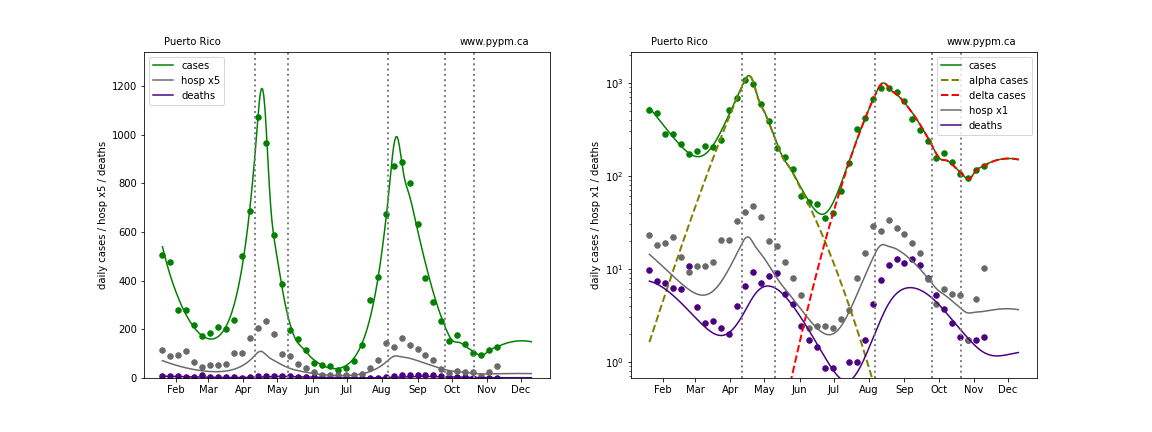 Puerto Rico www.pypm.ca
daily cases / hosp x5 / deaths
1200
1000
800
600
400
200
0
cases
hosp x5
deaths
Feb Mar Apr May Jun Jul Aug Sep Oct Nov Dec
Puerto Rico www.pypm.ca
daily cases / hosp x1 / deaths
10³
10²
10¹
10⁰
cases
alpha cases
delta cases
hosp x1
deaths
Feb Mar Apr May Jun Jul Aug Sep Oct Nov Dec